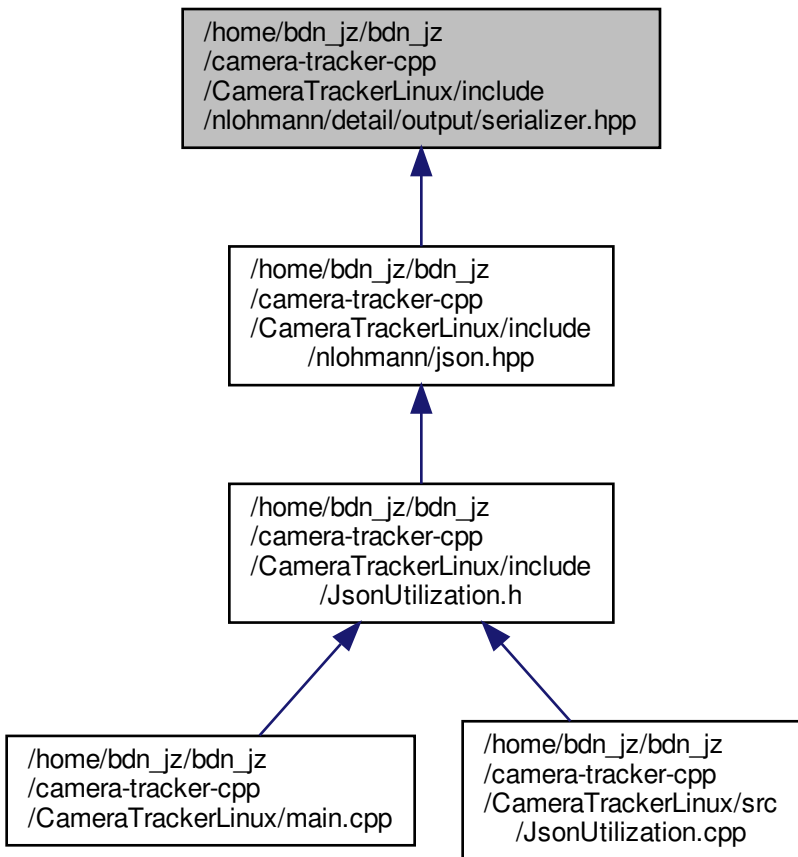 /home/bdn_jz/bdn_jz
/camera-tracker-cpp
/CameraTrackerLinux/include
/nlohmann/detail/output/serializer.hpp
/home/bdn_jz/bdn_jz
/camera-tracker-cpp
/CameraTrackerLinux/include
/nlohmann/json.hpp
/home/bdn_jz/bdn_jz
/camera-tracker-cpp
/CameraTrackerLinux/include
/JsonUtilization.h
/home/bdn_jz/bdn_jz
/camera-tracker-cpp
/CameraTrackerLinux/main.cpp
/home/bdn_jz/bdn_jz
/camera-tracker-cpp
/CameraTrackerLinux/src
/JsonUtilization.cpp